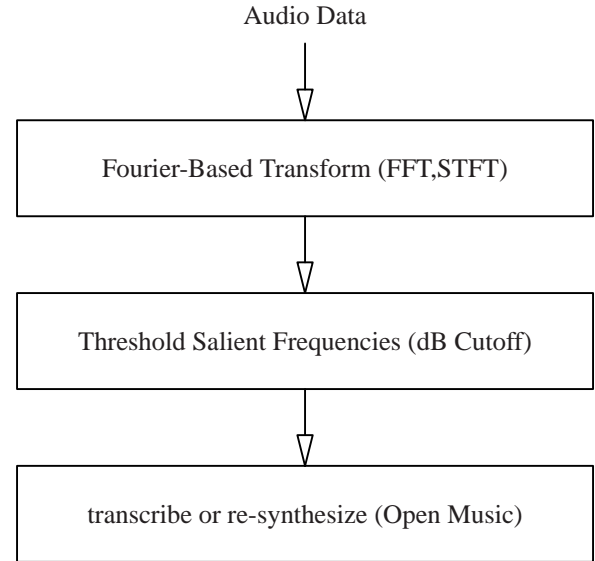 Audio Data
Fourier-Based Transform (FFT,STFT)
Threshold Salient Frequencies (dB Cutoff)
transcribe or re-synthesize (Open Music)